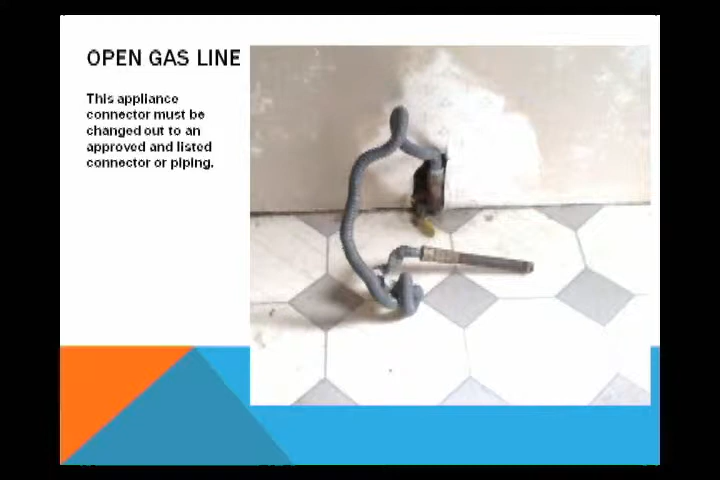 OPEN GAS LINE
This appliance
connector must be
changed out to an
approved and listed
connector or piping.